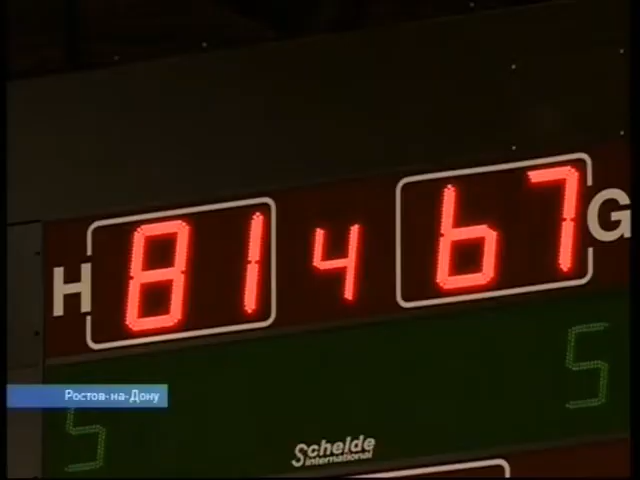 H 81 4 67 G
5
Ростов-на-Дону
5
Schelde
International